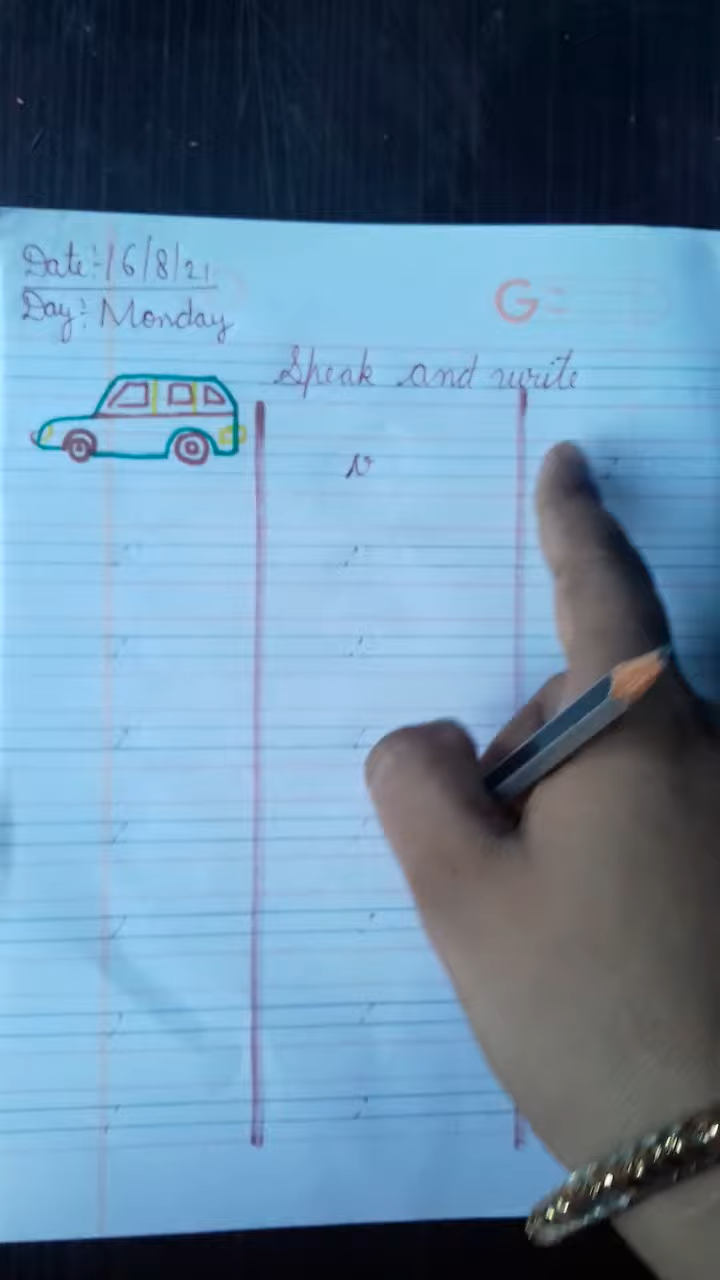 Date:-16/8/21
Day: Monday
G
Speak and write
v